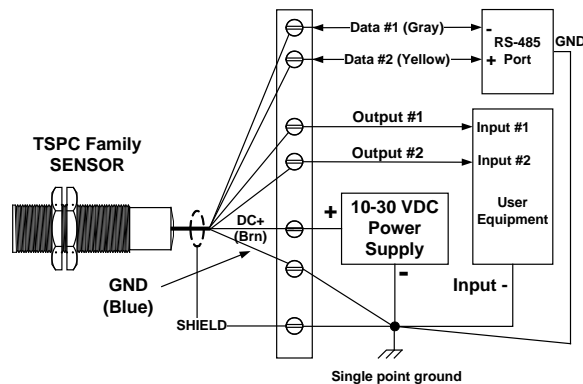 Data #1 (Gray)
-
RS-485
Port
GND
Data #2 (Yellow)
+
Output #1
Input #1
TSPC Family
SENSOR
Output #2
Input #2
User
Equipment
DC+
(Brn)
+
10-30 VDC
Power
Supply
-
GND
(Blue)
Input -
SHIELD
Single point ground